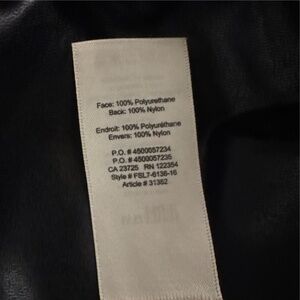 Face: 100% Polyurethane
Back: 100% Nylon
Endroit: 100% Polyuréthane
Envers: 100% Nylon
P.O. # 4500057234
P.O. # 4500057235
CA 23725 RN 122354
Style # FSL7-6136-16
Article # 31362